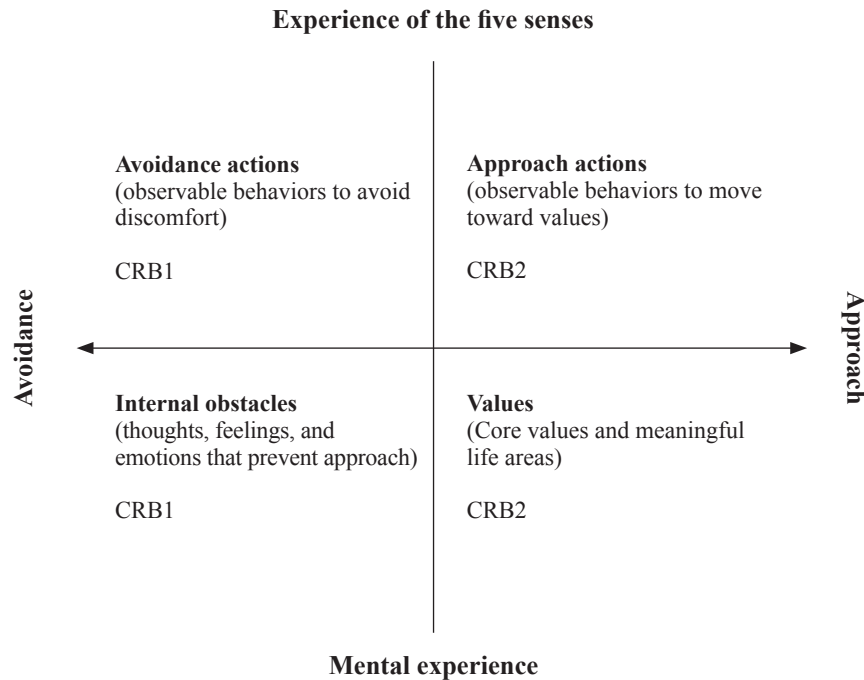 Experience of the five senses
Avoidance actions
(observable behaviors to avoid
discomfort)
CRB1
Approach actions
(observable behaviors to move
toward values)
CRB2
Avoidance
Approach
Internal obstacles
(thoughts, feelings, and
emotions that prevent approach)
CRB1
Values
(Core values and meaningful
life areas)
CRB2
Mental experience